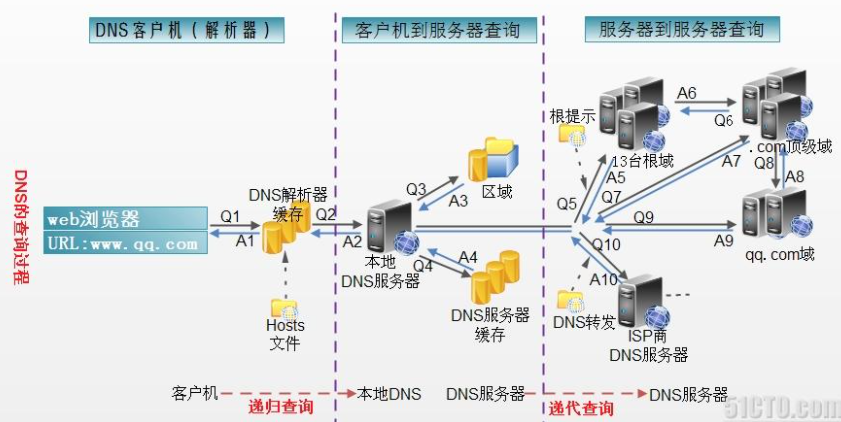 DNS客户机（解析器）
客户机到服务器查询
服务器到服务器查询
DNS的查询过程
web浏览器
URL:www.qq.com
Q1
A1
DNS解析器
缓存
Hosts
文件
Q2
A2
本地
DNS服务器
Q3
A3
区域
Q4
A4
DNS服务器
缓存
根提示
13台根域
Q5
A5
A6
Q6
.com顶级域
Q7
A7
Q8
A8
Q9
A9
qq.com域
Q10
A10
DNS转发
ISP商
DNS服务器
客户机
递归查询
本地DNS
DNS服务器
递代查询
DNS服务器
51CTO.com